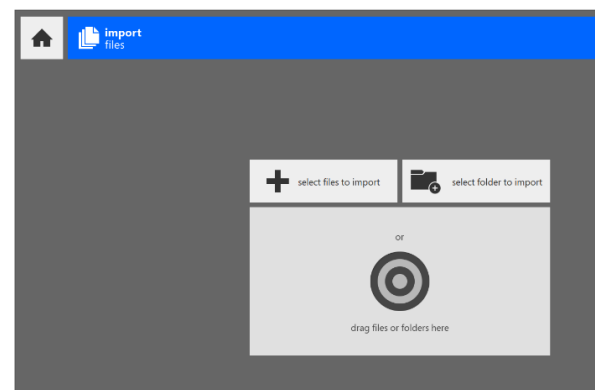 import
files
select files to import
select folder to import
or
drag files or folders here